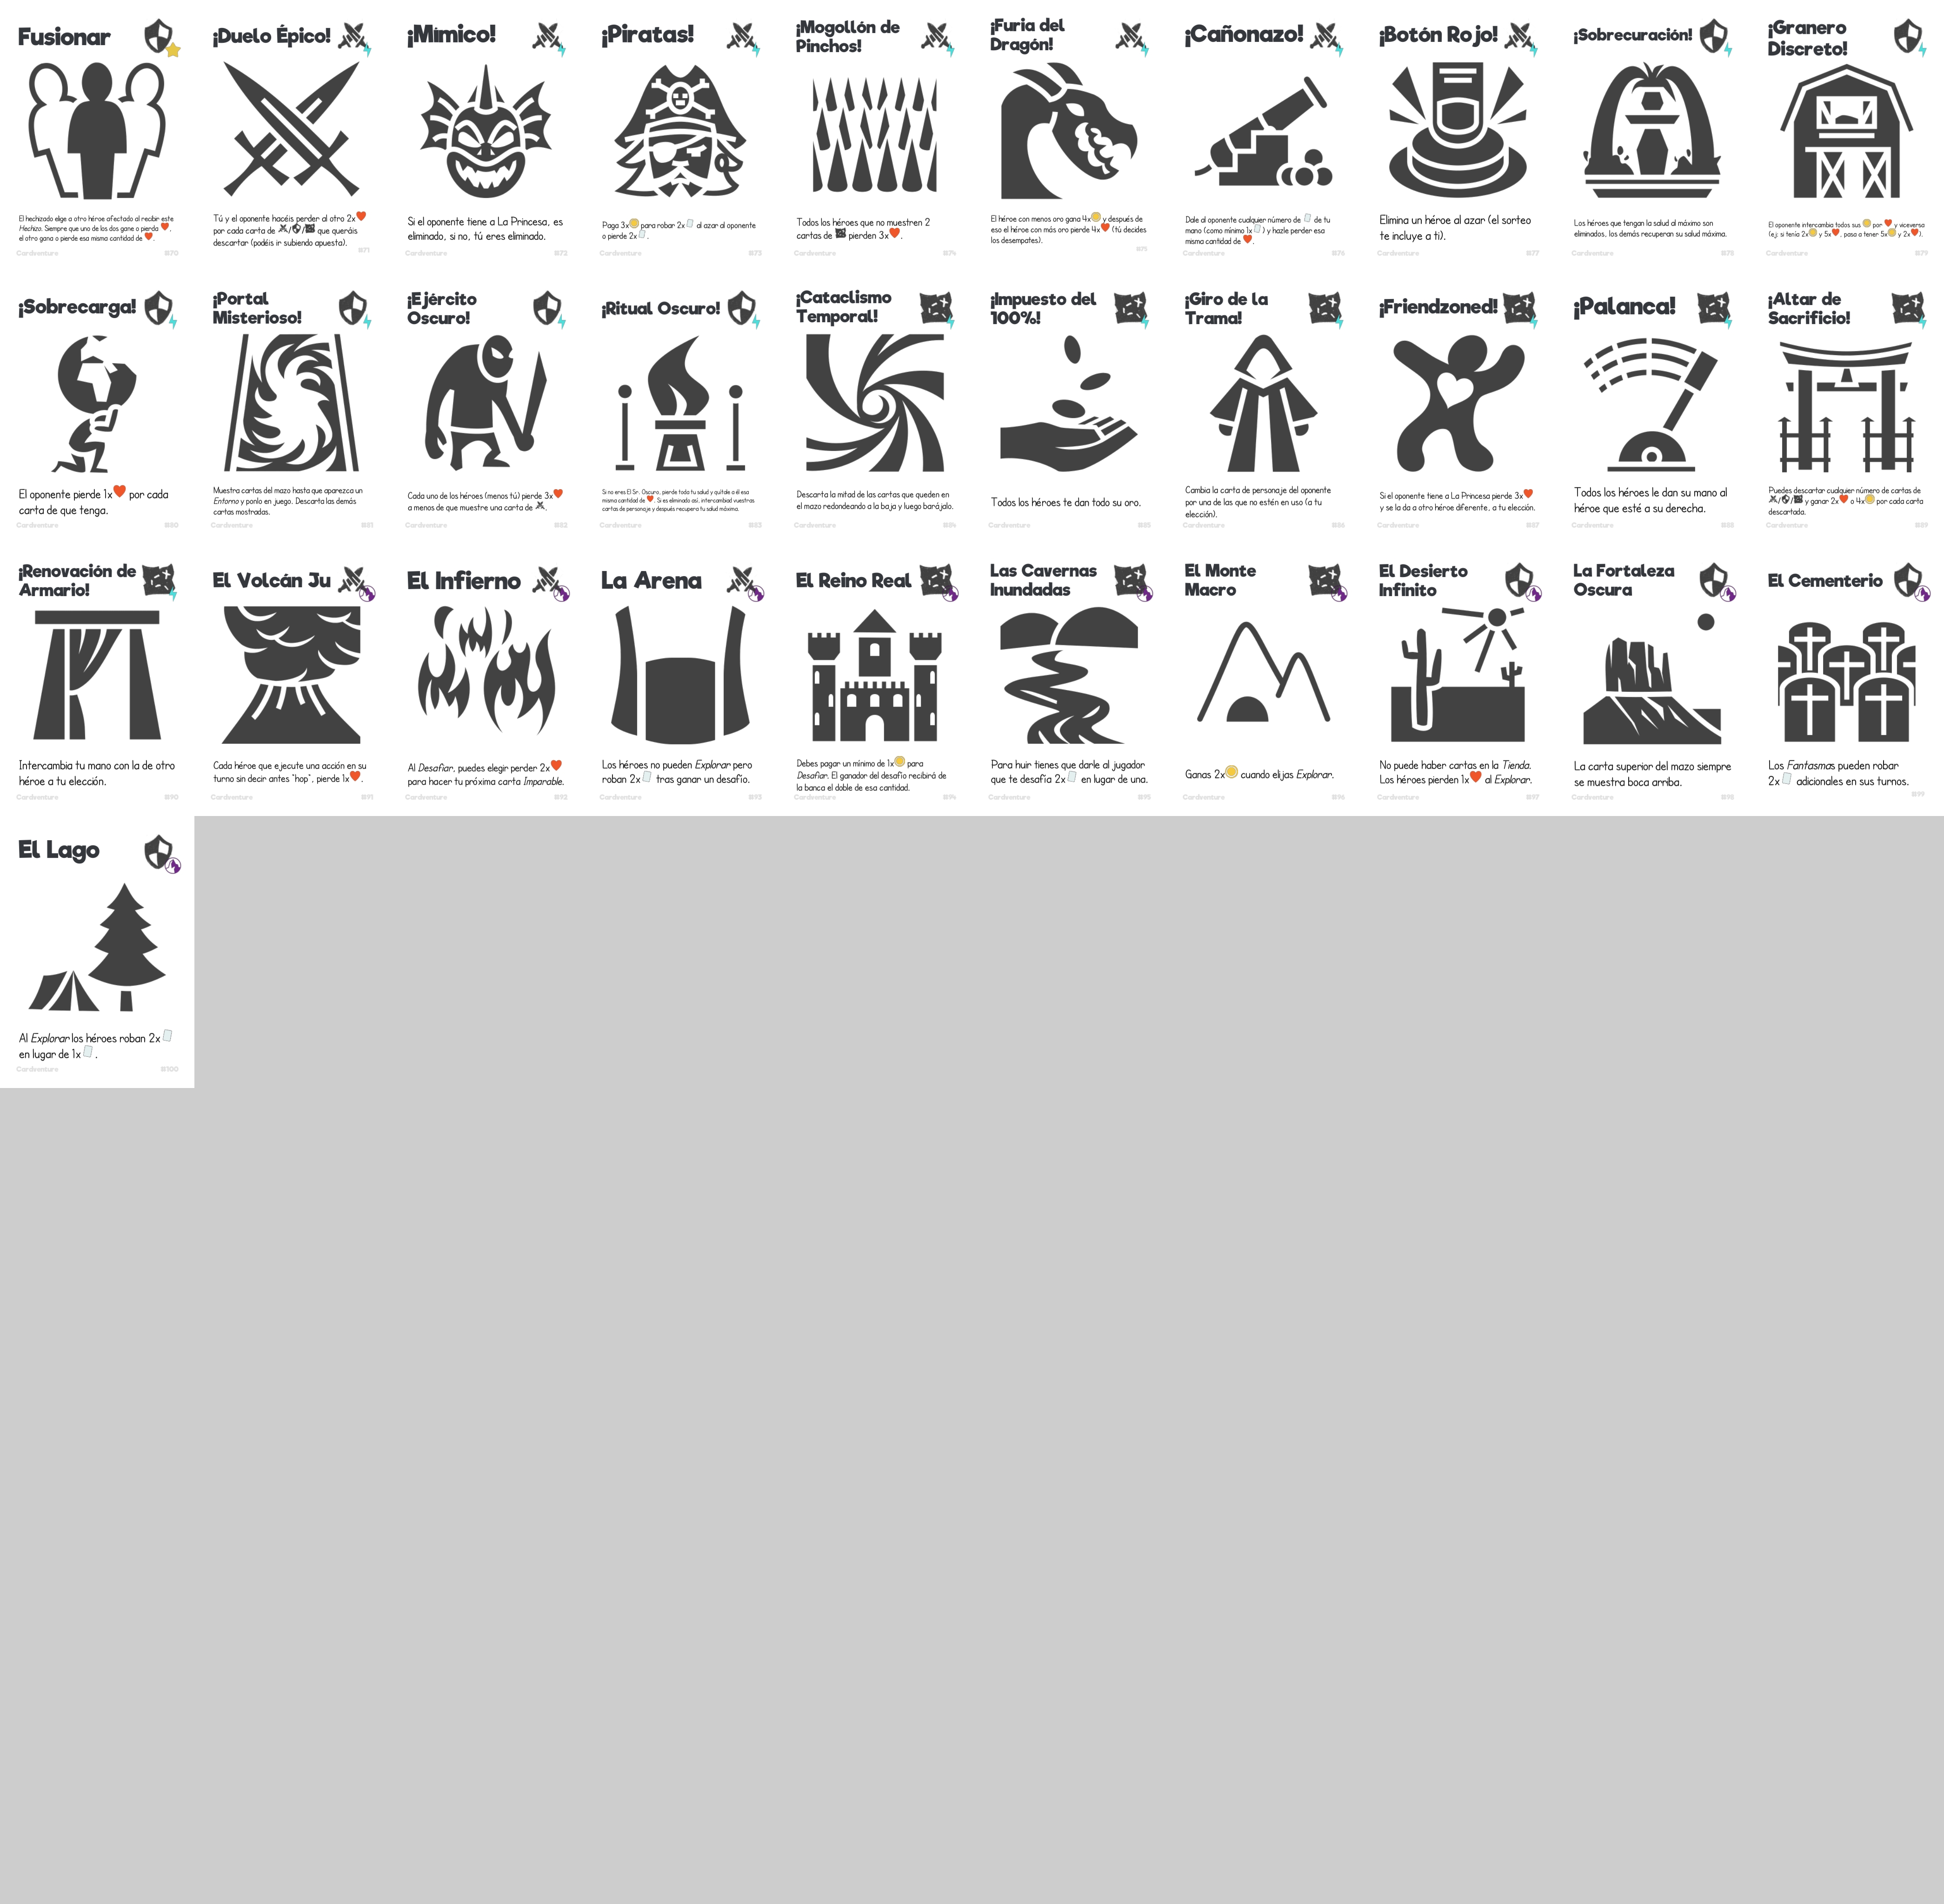 Fusionar
El hechizado elige a otro héroe afectado al recibir este
Hechizo. Siempre que uno de los dos gane o pierda ,
el otro gana o pierde esa misma cantidad de .
Cardventure #70
¡Duelo Épico!
Tú y el oponente hacéis perder al otro 2x
por cada carta de / / que queráis
descartar (podéis ir subiendo apuesta).
Cardventure #71
¡Mímico!
Si el oponente tiene a La Princesa, es
eliminado, si no, tú eres eliminado.
Cardventure #72
¡Piratas!
Paga 3x para robar 2x al azar al oponente
o pierde 2x .
Cardventure #73
¡Mogollón de
Pinchos!
Todos los héroes que no muestren 2
cartas de pierden 3x .
Cardventure #74
¡Furia del
Dragón!
El héroe con menos oro gana 4x y después de
eso el héroe con más oro pierde 4x (tú decides
los desempates).
Cardventure #75
¡Cañonazo!
Dale al oponente cualquier número de de tu
mano (como mínimo 1x ) y hazle perder esa
misma cantidad de .
Cardventure #76
¡Botón Rojo!
Elimina un héroe al azar (el sorteo
te incluye a ti).
Cardventure #77
¡Sobrecuración!
Los héroes que tengan la salud al máximo son
eliminados, los demás recuperan su salud máxima.
Cardventure #78
¡Granero
Discreto!
El oponente intercambia todos sus por y viceversa
(ej: si tenía 2x y 5x , pasa a tener 5x y 2x ).
Cardventure #79
¡Sobrecarga!
El oponente pierde 1x por cada
carta de que tenga.
Cardventure #80
¡Portal
Misterioso!
Muestra cartas del mazo hasta que aparezca un
Entorno y ponlo en juego. Descarta las demás
cartas mostradas.
Cardventure #81
¡Ejército
Oscuro!
Cada uno de los héroes (menos tú) pierde 3x
a menos de que muestre una carta de .
Cardventure #82
¡Ritual Oscuro!
Si no eres El Sr. Oscuro, pierde toda tu salud y quítale a él esa
misma cantidad de . Si es eliminado así, intercambiad vuestras
cartas de personaje y después recupera tu salud máxima.
Cardventure #83
¡Cataclismo
Temporal!
Descarta la mitad de las cartas que queden en
el mazo redondeando a la baja y luego barájalo.
Cardventure #84
¡Impuesto del
100%!
Todos los héroes te dan todo su oro.
Cardventure #85
¡Giro de la
Trama!
Cambia la carta de personaje del oponente
por una de las que no estén en uso (a tu
elección).
Cardventure #86
¡Friendzoned!
Si el oponente tiene a La Princesa pierde 3x
y se la da a otro héroe diferente, a tu elección.
Cardventure #87
¡Palanca!
Todos los héroes le dan su mano al
héroe que esté a su derecha.
Cardventure #88
¡Altar de
Sacrificio!
Puedes descartar cualquier número de cartas de
/ / y ganar 2x o 4x por cada carta
descartada.
Cardventure #89
¡Renovación de
Armario!
Intercambia tu mano con la de otro
héroe a tu elección.
Cardventure #90
El Volcán Ju
Cada héroe que ejecute una acción en su
turno sin decir antes "hop", pierde 1x .
Cardventure #91
El Infierno
Al Desafiar, puedes elegir perder 2x
para hacer tu próxima carta Imparable.
Cardventure #92
La Arena
Los héroes no pueden Explorar pero
roban 2x tras ganar un desafío.
Cardventure #93
El Reino Real
Debes pagar un mínimo de 1x para
Desafiar. El ganador del desafío recibirá de
la banca el doble de esa cantidad.
Cardventure #94
Las Cavernas
Inundadas
Para huir tienes que darle al jugador
que te desafía 2x en lugar de una.
Cardventure #95
El Monte
Macro
Ganas 2x cuando elijas Explorar.
Cardventure #96
El Desierto
Infinito
No puede haber cartas en la Tienda.
Los héroes pierden 1x al Explorar.
Cardventure #97
La Fortaleza
Oscura
La carta superior del mazo siempre
se muestra boca arriba.
Cardventure #98
El Cementerio
Los Fantasmas pueden robar
2x adicionales en sus turnos.
Cardventure #99
El Lago
Al Explorar los héroes roban 2x
en lugar de 1x .
Cardventure #100